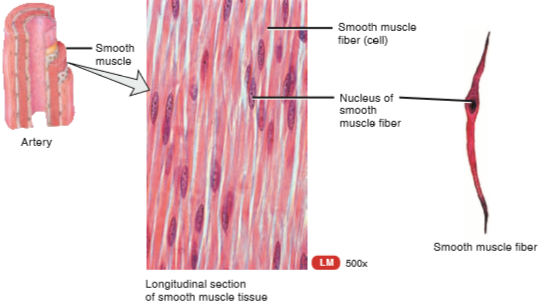 Smooth
muscle
Artery
Smooth muscle
fiber (cell)
Nucleus of
smooth
muscle fiber
LM 500x
Longitudinal section
of smooth muscle tissue
Smooth muscle fiber